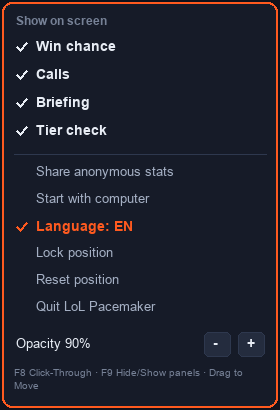 Show on screen
Win chance
Calls
Briefing
Tier check
Share anonymous stats
Start with computer
Language: EN
Lock position
Reset position
Quit LoL Pacemaker
Opacity 90% - +
F8 Click-Through · F9 Hide/Show panels · Drag to
Move